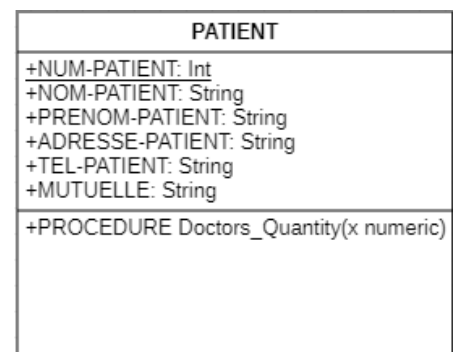 PATIENT
+NUM-PATIENT: Int
+NOM-PATIENT: String
+PRENOM-PATIENT: String
+ADRESSE-PATIENT: String
+TEL-PATIENT: String
+MUTUELLE: String
+PROCEDURE Doctors_Quantity(x numeric)